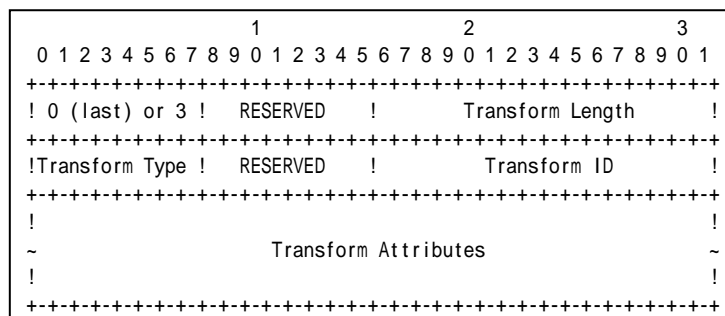 1                   2                   3
 0 1 2 3 4 5 6 7 8 9 0 1 2 3 4 5 6 7 8 9 0 1 2 3 4 5 6 7 8 9 0 1
+-+-+-+-+-+-+-+-+-+-+-+-+-+-+-+-+-+-+-+-+-+-+-+-+-+-+-+-+-+-+-+-+
! 0 (last) or 3 !   RESERVED    !        Transform Length       !
+-+-+-+-+-+-+-+-+-+-+-+-+-+-+-+-+-+-+-+-+-+-+-+-+-+-+-+-+-+-+-+-+
!Transform Type !   RESERVED    !          Transform ID         !
+-+-+-+-+-+-+-+-+-+-+-+-+-+-+-+-+-+-+-+-+-+-+-+-+-+-+-+-+-+-+-+-+
!                                                               !
~                      Transform Attributes                     ~
!                                                               !
+-+-+-+-+-+-+-+-+-+-+-+-+-+-+-+-+-+-+-+-+-+-+-+-+-+-+-+-+-+-+-+-+